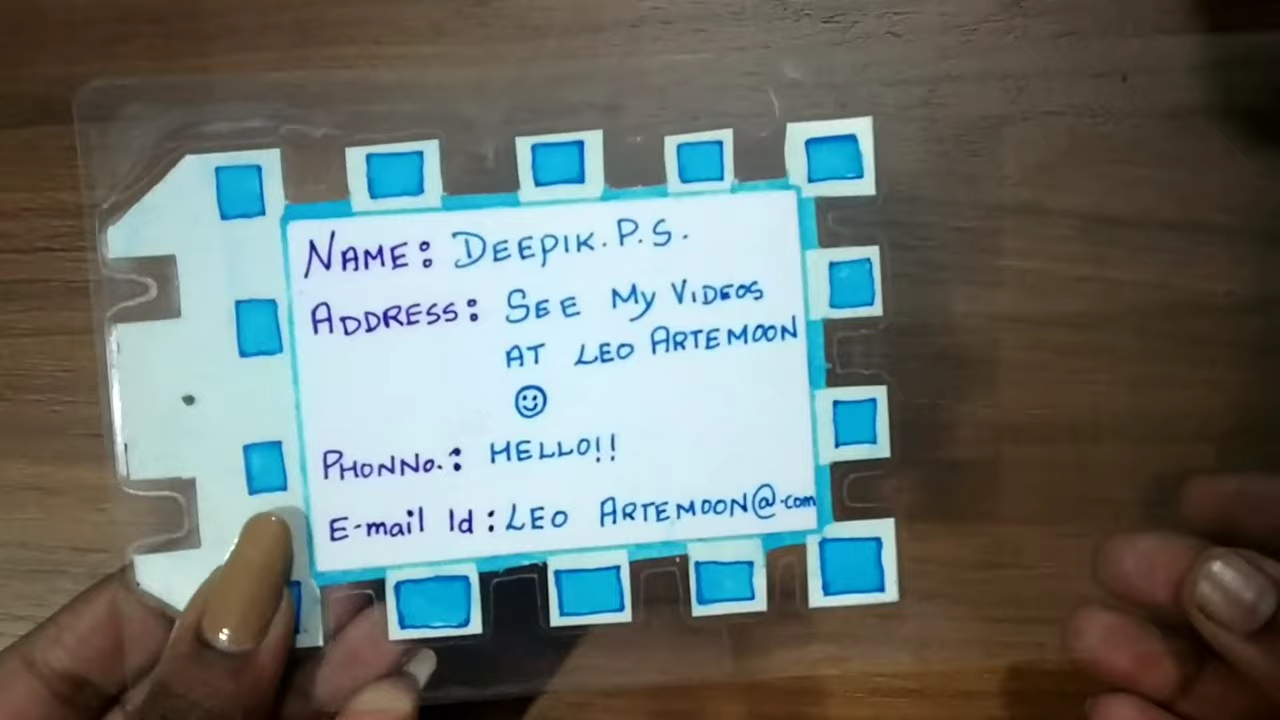 NAME: DEEPIK. P. S.
ADDRESS: SEE My VIDEOS
AT LEO ARTEMOON
☺
PHONNO.: HELLO!!
E-mail Id: LEO ARTEMOON@.com